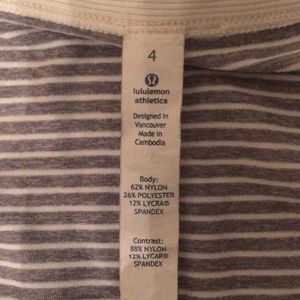 4
lululemon
athletica
Designed in
Vancouver
Made in
Cambodia
Body:
62% NYLON
26% POLYESTER
12% LYCRA®
SPANDEX
Contrast:
88% NYLON
12% LYCAR®
SPANDEX